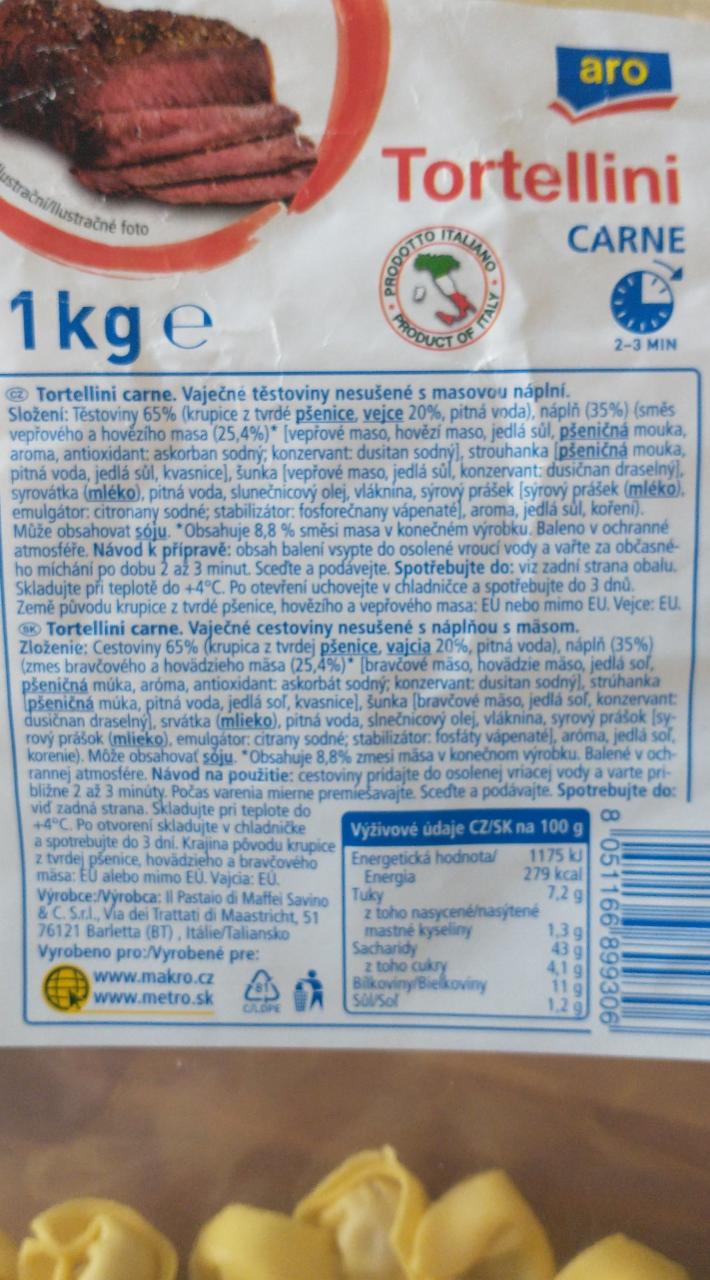 aro
Tortellini
CARNE
ilustrační/Ilustračné foto
PRODOTTO ITALIANO
PRODUCT OF ITALY
1kg e
2-3 MIN
CZ Tortellini carne. Vaječné těstoviny nesušené s masovou náplní.
Složení: Těstoviny 65% (krupice z tvrdé pšenice, vejce 20%, pitná voda), náplň (35%) (směs
vepřového a hovězího masa (25,4%)* [vepřové maso, hovězí maso, jedlá sůl, pšeničná mouka,
aroma, antioxidant: askorban sodný; konzervant: dusitan sodný], strouhanka [pšeničná mouka,
pitná voda, jedlá sůl, kvasnice], šunka [vepřové maso, jedlá sůl, konzervant: dusičnan draselný],
syrovátka (mléko), pitná voda, slunečnicový olej, vláknina, sýrový prášek [sýrový prášek (mléko),
emulgátor: citronany sodné; stabilizátor: fosforečnany vápenaté], aroma, jedlá sůl, koření).
Může obsahovat sóju. *Obsahuje 8,8 % směsi masa v konečném výrobku. Baleno v ochranné
atmosféře. Návod k přípravě: obsah balení vsypte do osolené vroucí vody a vařte za občasné-
ho míchání po dobu 2 až 3 minut. Sceďte a podávejte. Spotřebujte do: viz zadní strana obalu.
Skladujte při teplotě do +4°C. Po otevření uchovejte v chladničce a spotřebujte do 3 dnů.
Země původu krupice z tvrdé pšenice, hovězího a vepřového masa: EU nebo mimo EU. Vejce: EU.
SK Tortellini carne. Vaječné cestoviny nesušené s náplňou s mäsom.
Zloženie: Cestoviny 65% (krupica z tvrdej pšenice, vajcia 20%, pitná voda), náplň (35%)
(zmes bravčového a hovädzieho mäsa (25,4%)* [bravčové mäso, hovädzie mäso, jedlá soľ,
pšeničná múka, aróma, antioxidant: askorbát sodný; konzervant: dusitan sodný], strúhanka
[pšeničná múka, pitná voda, jedlá soľ, kvasnice], šunka [bravčové mäso, jedlá soľ, konzervant:
dusičnan draselný], srvátka (mlieko), pitná voda, slnečnicový olej, vláknina, syrový prášok [sy-
rový prášok (mlieko), emulgátor: citrany sodné; stabilizátor: fosfáty vápenaté], aróma, jedlá soľ,
korenie). Môže obsahovať sóju. *Obsahuje 8,8% zmesi mäsa v konečnom výrobku. Balené v och-
rannej atmosfére. Návod na použitie: cestoviny pridajte do osolenej vriacej vody a varte pri-
bližne 2 až 3 minúty. Počas varenia mierne premiešavajte. Sceďte a podávajte. Spotrebujte do:
viď zadná strana. Skladujte pri teplote do
+4°C. Po otvorení skladujte v chladničke
a spotrebujte do 3 dní. Krajina pôvodu krupice
z tvrdej pšenice, hovädzieho a bravčového
mäsa: EÚ alebo mimo EÚ. Vajcia: EÚ.
Výrobce:/Výrobca: Il Pastaio di Maffei Savino
& C. S.r.l., Via dei Trattati di Maastricht, 51
76121 Barletta (BT) , Itálie/Taliansko
Vyrobeno pro:/Vyrobené pre:
www.makro.cz
www.metro.sk
81
C/LDPE
Výživové údaje CZ/SK na 100 g
Energetická hodnota/ 1175 kJ
Energia 279 kcal
Tuky 7,2 g
z toho nasycené/nasýtené
mastné kyseliny 1,3 g
Sacharidy 43 g
z toho cukry 4,1 g
Bílkoviny/Bielkoviny 11 g
Sůl/Soľ 1,2 g
8 051166 899306